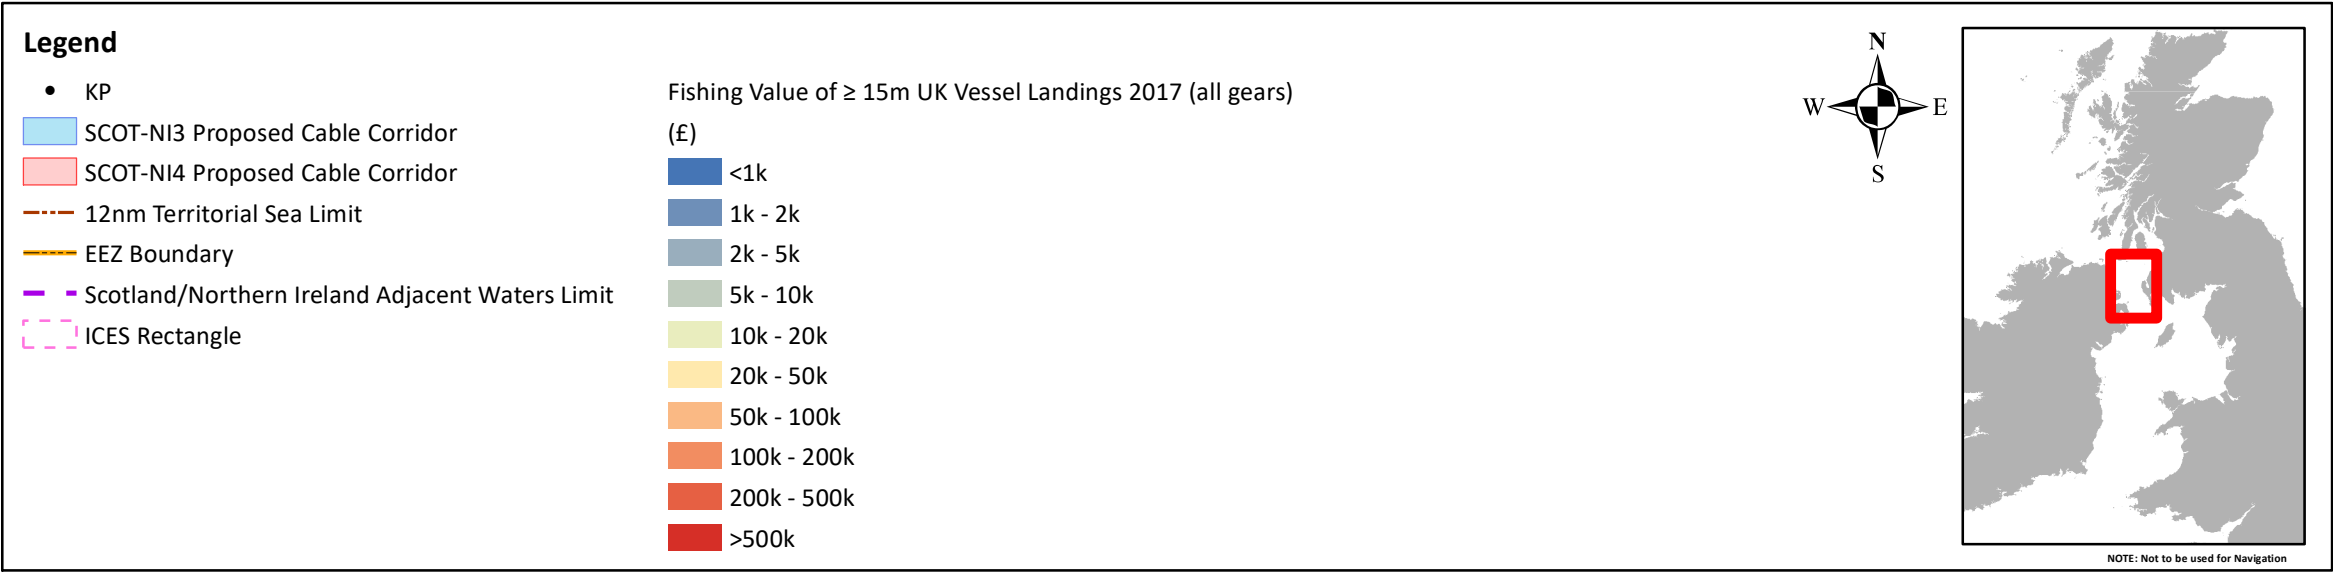 Legend
KP
SCOT-NI3 Proposed Cable Corridor
SCOT-NI4 Proposed Cable Corridor
12nm Territorial Sea Limit
EEZ Boundary
Scotland/Northern Ireland Adjacent Waters Limit
ICES Rectangle
Fishing Value of ≥ 15m UK Vessel Landings 2017 (all gears)
(£)
<1k
1k - 2k
2k - 5k
5k - 10k
10k - 20k
20k - 50k
50k - 100k
100k - 200k
200k - 500k
>500k
N
W E
S
NOTE: Not to be used for Navigation